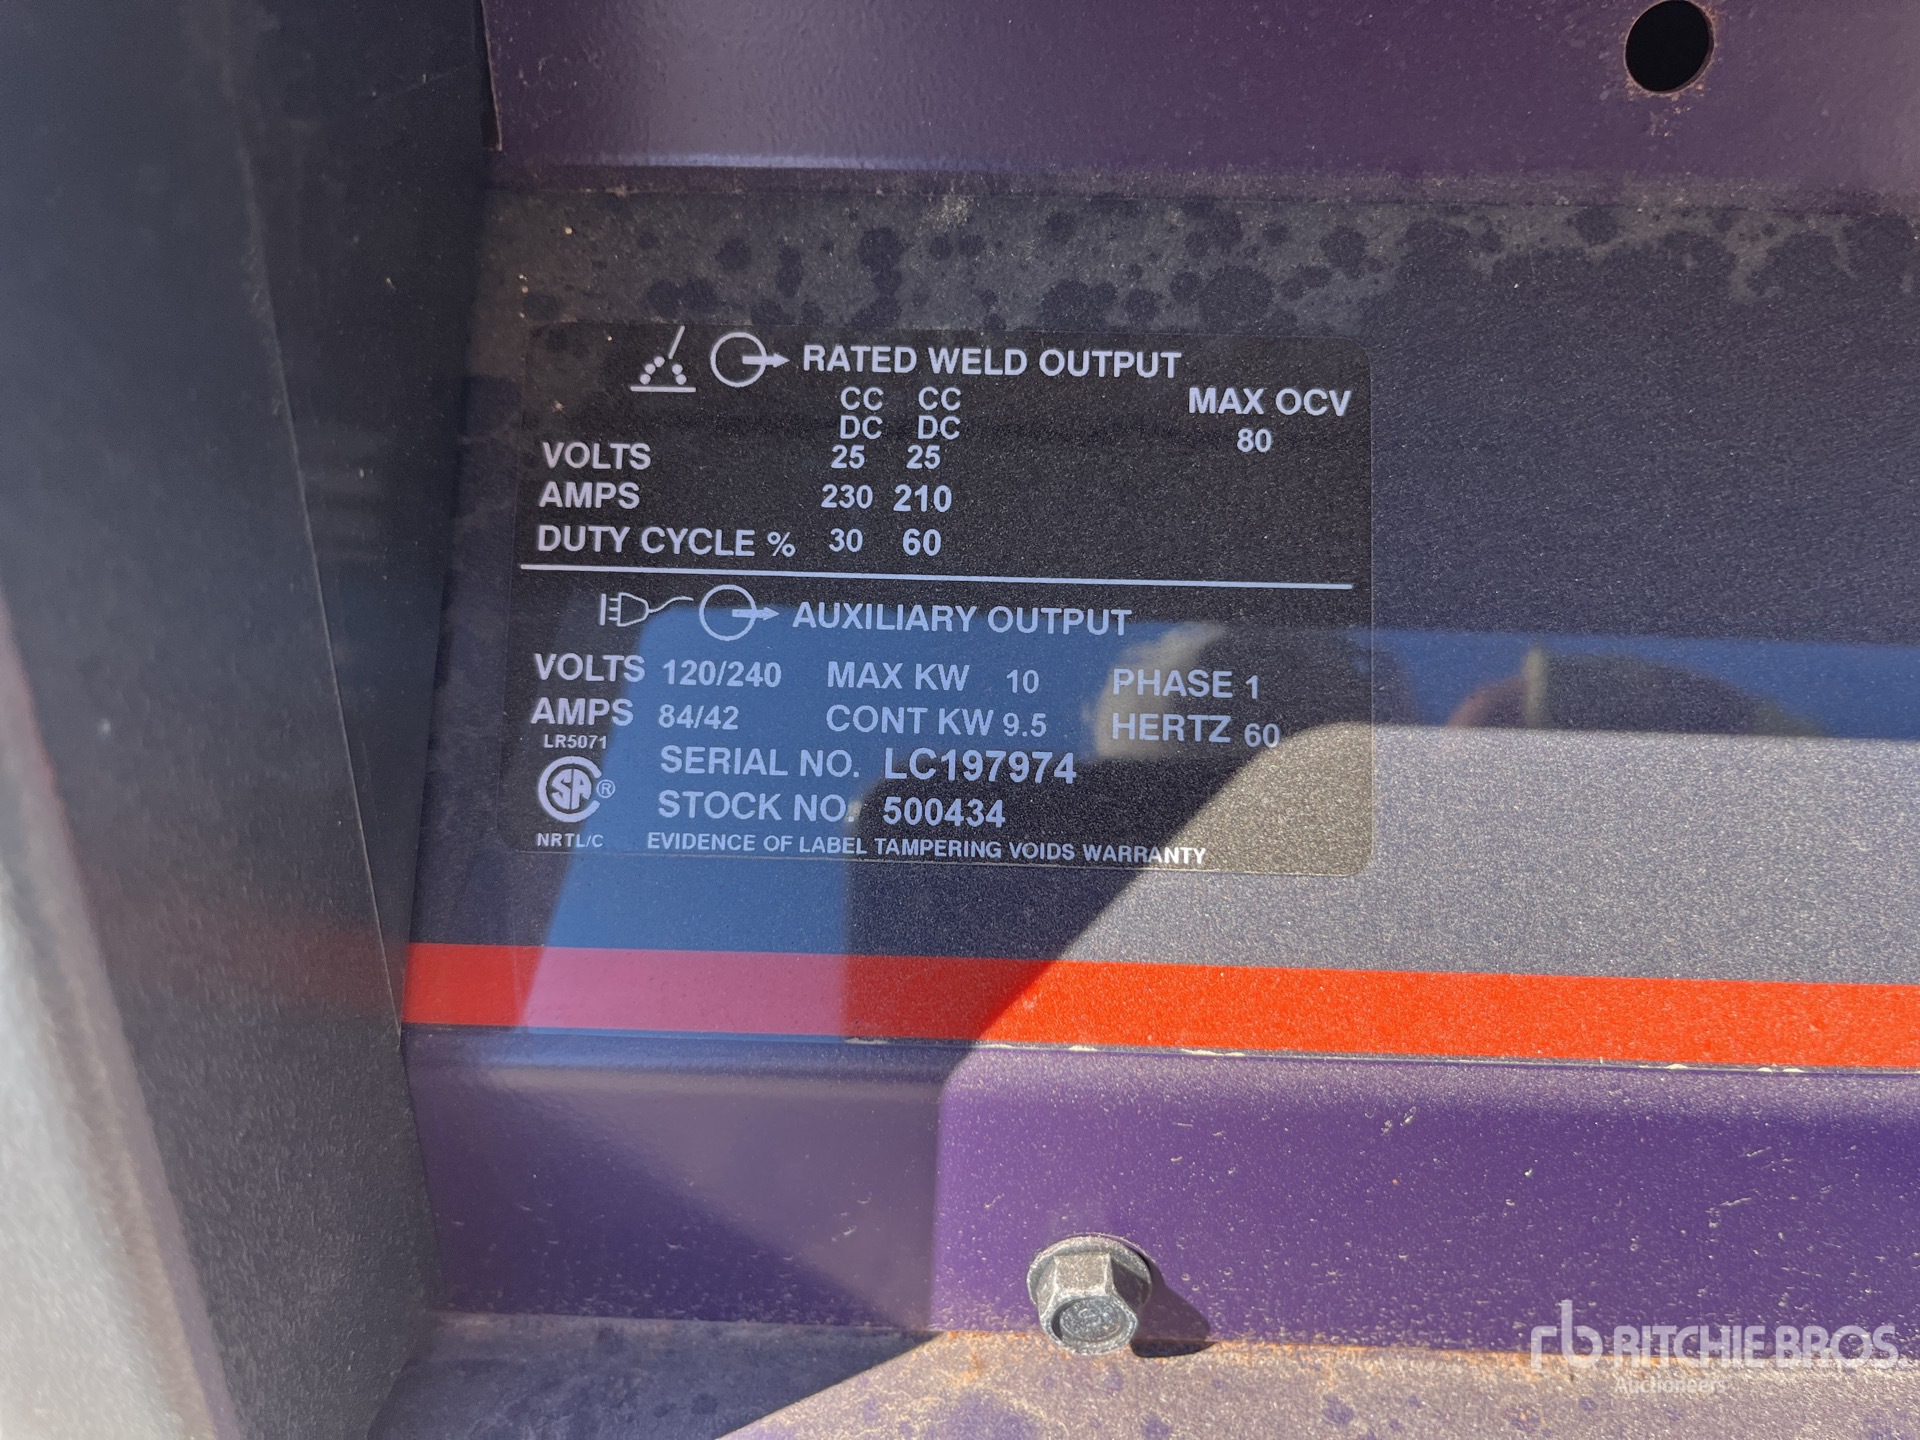 RATED WELD OUTPUT
CC CC MAX OCV
DC DC 80
VOLTS 25 25
AMPS 230 210
DUTY CYCLE % 30 60
AUXILIARY OUTPUT
VOLTS 120/240 MAX KW 10 PHASE 1
AMPS 84/42 CONT KW 9.5 HERTZ 60
LR5071
SERIAL NO. LC197974
SA ®
STOCK NO. 500434
NRTL/C EVIDENCE OF LABEL TAMPERING VOIDS WARRANTY
rb RITCHIE BROS.
Auctioneers